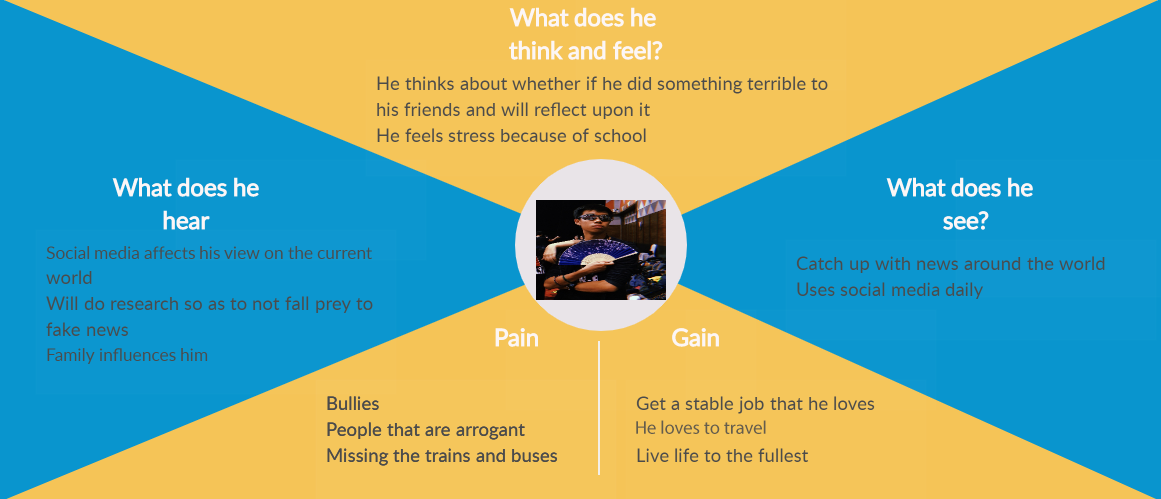 What does he
think and feel?
He thinks about whether if he did something terrible to
his friends and will reflect upon it
He feels stress because of school
What does he
hear
Social media affects his view on the current
world
Will do research so as to not fall prey to
fake news
Family influences him
What does he
see?
Catch up with news around the world
Uses social media daily
Pain
Bullies
People that are arrogant
Missing the trains and buses
Gain
Get a stable job that he loves
He loves to travel
Live life to the fullest